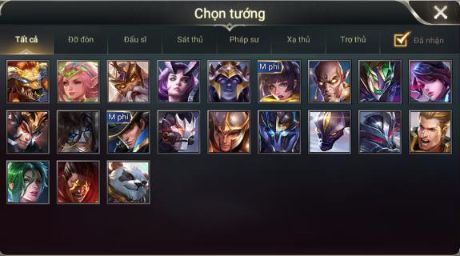 Chọn tướng
Tất cả Đỡ đòn Đấu sĩ Sát thủ Pháp sư Xạ thủ Trợ thủ Đã nhận
M phí
M phí